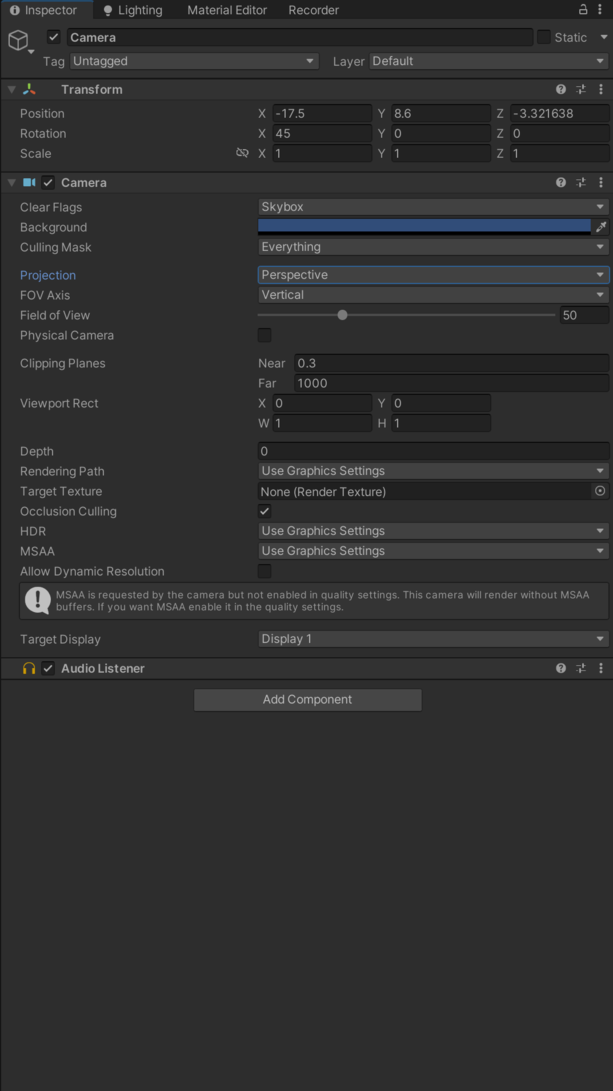 Inspector Lighting Material Editor Recorder
Camera Static
Tag Untagged Layer Default
Transform
Position X -17.5 Y 8.6 Z -3.321638
Rotation X 45 Y 0 Z 0
Scale X 1 Y 1 Z 1
Camera
Clear Flags Skybox
Background
Culling Mask Everything
Projection Perspective
FOV Axis Vertical
Field of View 50
Physical Camera
Clipping Planes Near 0.3
Far 1000
Viewport Rect X 0 Y 0
W 1 H 1
Depth 0
Rendering Path Use Graphics Settings
Target Texture None (Render Texture)
Occlusion Culling
HDR Use Graphics Settings
MSAA Use Graphics Settings
Allow Dynamic Resolution
MSAA is requested by the camera but not enabled in quality settings. This camera will render without MSAA
buffers. If you want MSAA enable it in the quality settings.
Target Display Display 1
Audio Listener
Add Component